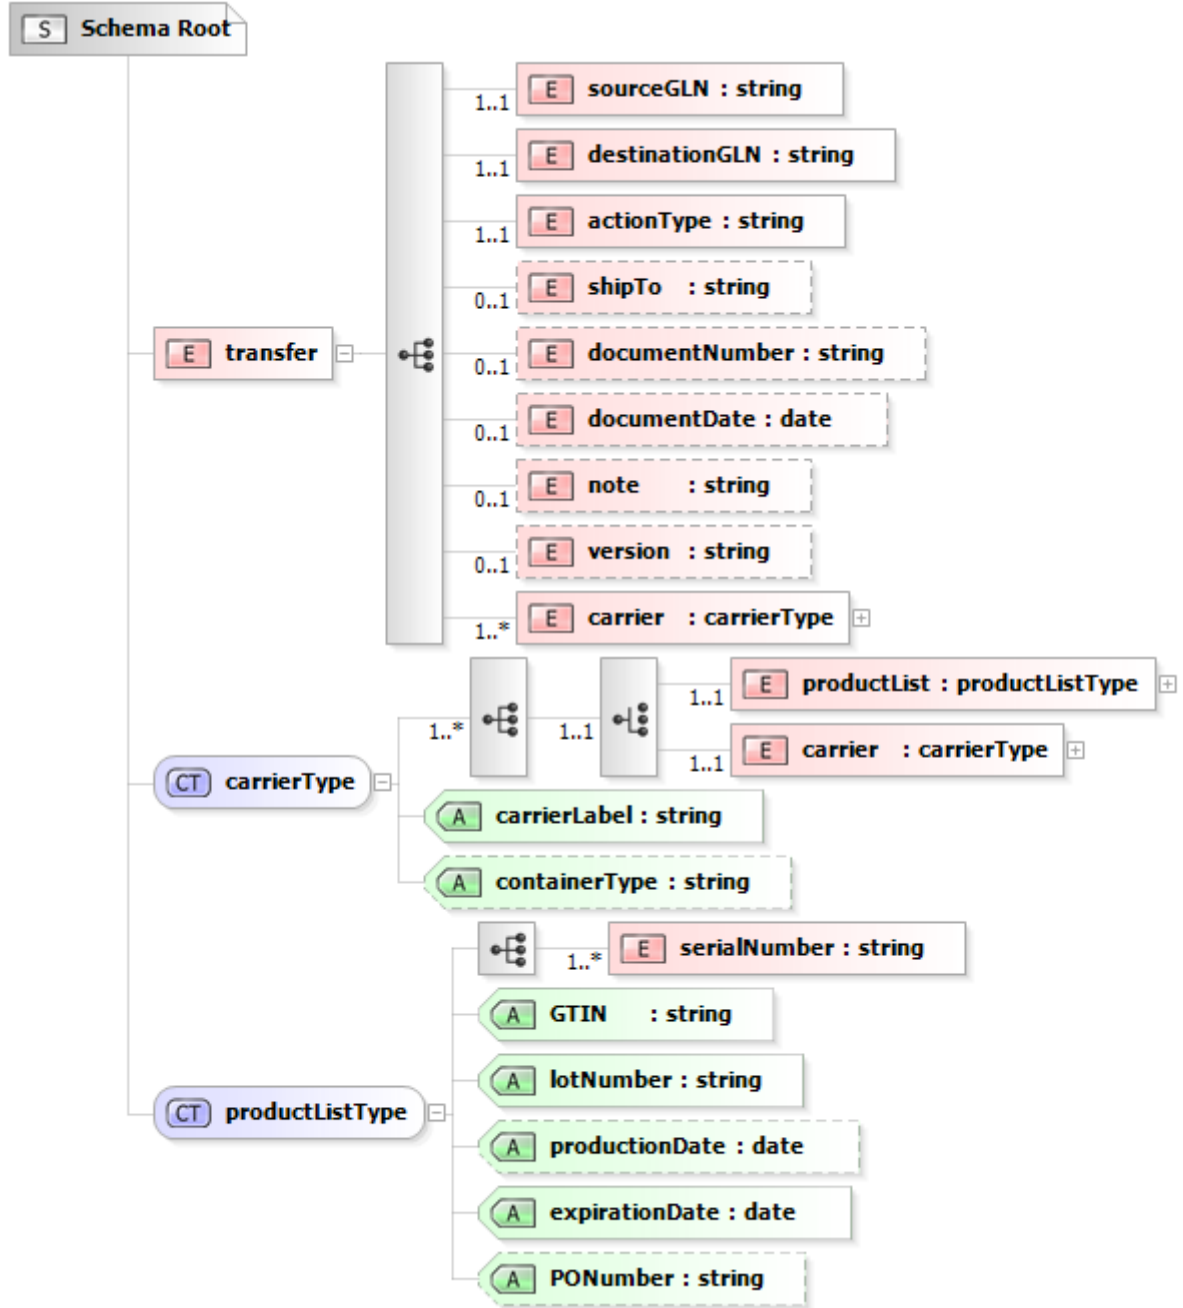 S Schema Root
E sourceGLN : string
1..1
E destinationGLN : string
1..1
E actionType : string
1..1
E shipTo : string
0..1
E transfer
E documentNumber : string
0..1
E documentDate : date
0..1
E note : string
0..1
E version : string
0..1
E carrier : carrierType
1..*
E productList : productListType
1..1
1..*
1..1
E carrier : carrierType
1..1
CT carrierType
A carrierLabel : string
A containerType : string
E serialNumber : string
1..*
A GTIN : string
A lotNumber : string
CT productListType
A productionDate : date
A expirationDate : date
A PONumber : string